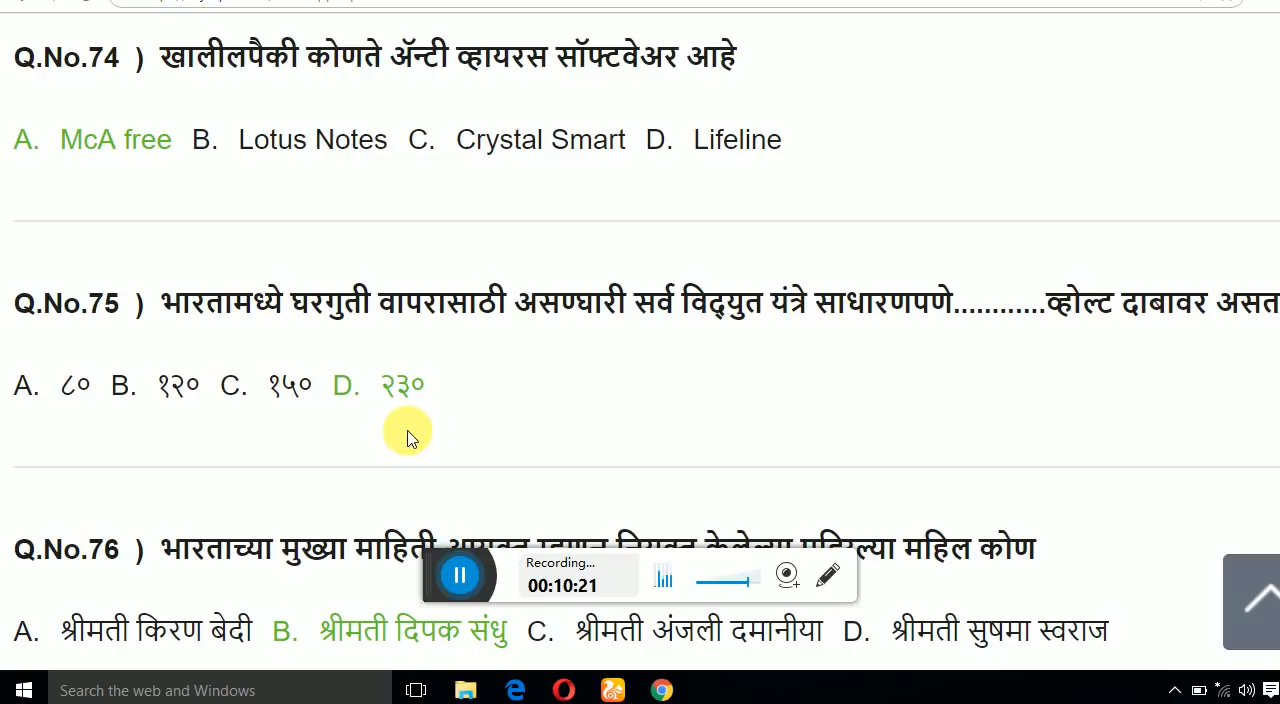 Q.No.74 ) खालीलपैकी कोणते ॲन्टी व्हायरस सॉफ्टवेअर आहे
A. McA free B. Lotus Notes C. Crystal Smart D. Lifeline
Q.No.75 ) भारतामध्ये घरगुती वापरासाठी असण्घारी सर्व विद्युत यंत्रे साधारणपणे............व्होल्ट दाबावर असत
A. ८० B. १२० C. १५० D. २३०
Q.No.76 ) भारताच्या मुख्या माहिती महिल कोण
Recording...
00:10:21
A. श्रीमती किरण बेदी B. श्रीमती दिपक संधु C. श्रीमती अंजली दमानीया D. श्रीमती सुषमा स्वराज
Search the web and Windows